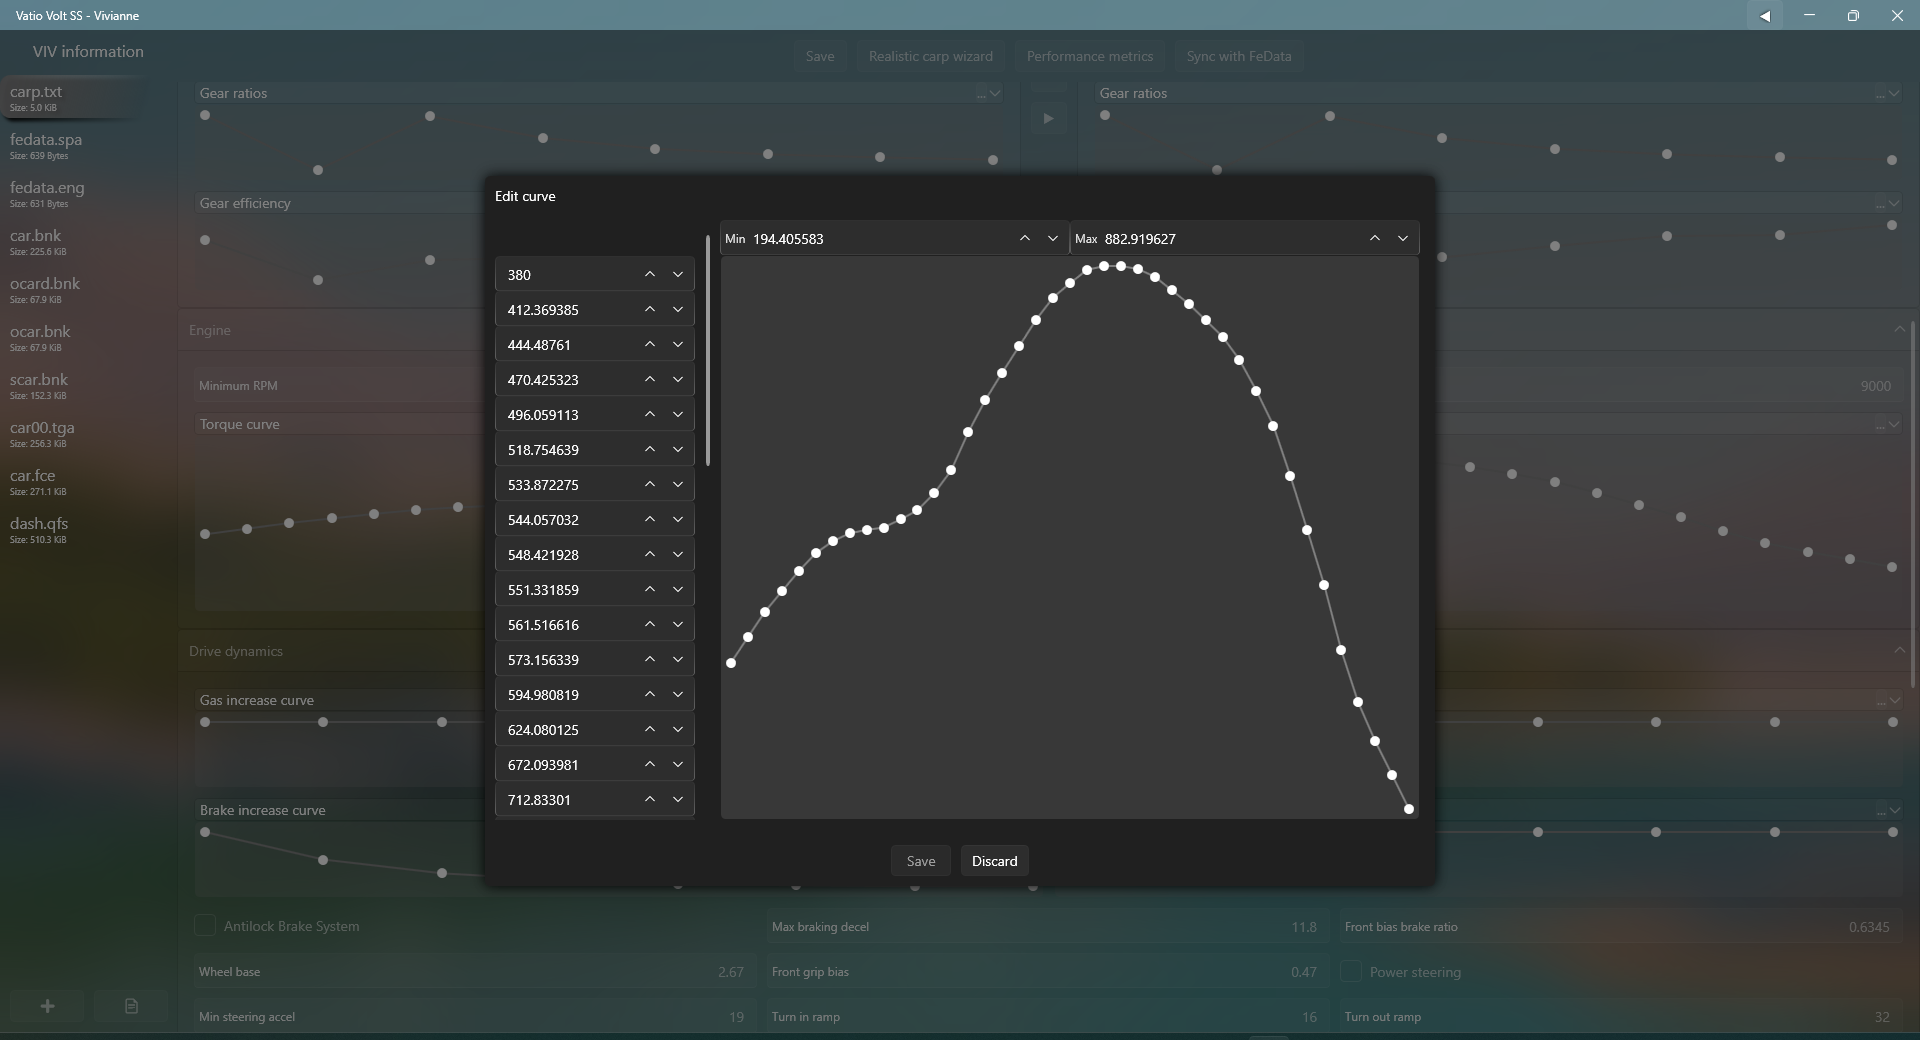 Vatio Volt SS - Vivianne
VIV information
Save
Realistic carp wizard
Performance metrics
Sync with FeData
carp.txt
Size: 5.0 KiB
fedata.spa
Size: 639 Bytes
fedata.eng
Size: 631 Bytes
car.bnk
Size: 225.6 KiB
ocard.bnk
Size: 67.9 KiB
ocar.bnk
Size: 67.9 KiB
scar.bnk
Size: 152.3 KiB
car00.tga
Size: 256.3 KiB
car.fce
Size: 271.1 KiB
dash.qfs
Size: 510.3 KiB
Gear ratios
...
Gear ratios
...
Gear efficiency
...
Engine
Minimum RPM
9000
Torque curve
...
Drive dynamics
Gas increase curve
...
Brake increase curve
...
Antilock Brake System
Max braking decel
11.8
Front bias brake ratio
0.6345
Wheel base
2.67
Front grip bias
0.47
Power steering
Min steering accel
19
Turn in ramp
16
Turn out ramp
32
Edit curve
Min 194.405583
Max 882.919627
380
412.369385
444.48761
470.425323
496.059113
518.754639
533.872275
544.057032
548.421928
551.331859
561.516616
573.156339
594.980819
624.080125
672.093981
712.83301
Save
Discard